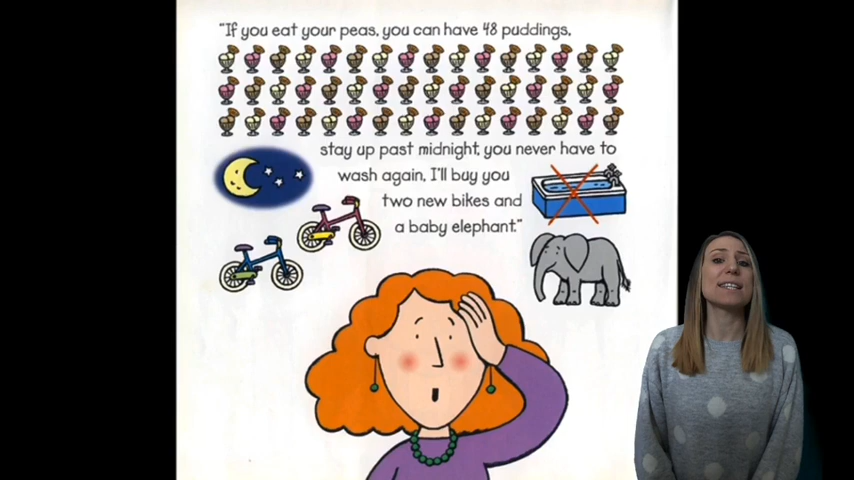 "If you eat your peas, you can have 48 puddings,
stay up past midnight, you never have to
wash again, I'll buy you
two new bikes and
a baby elephant."